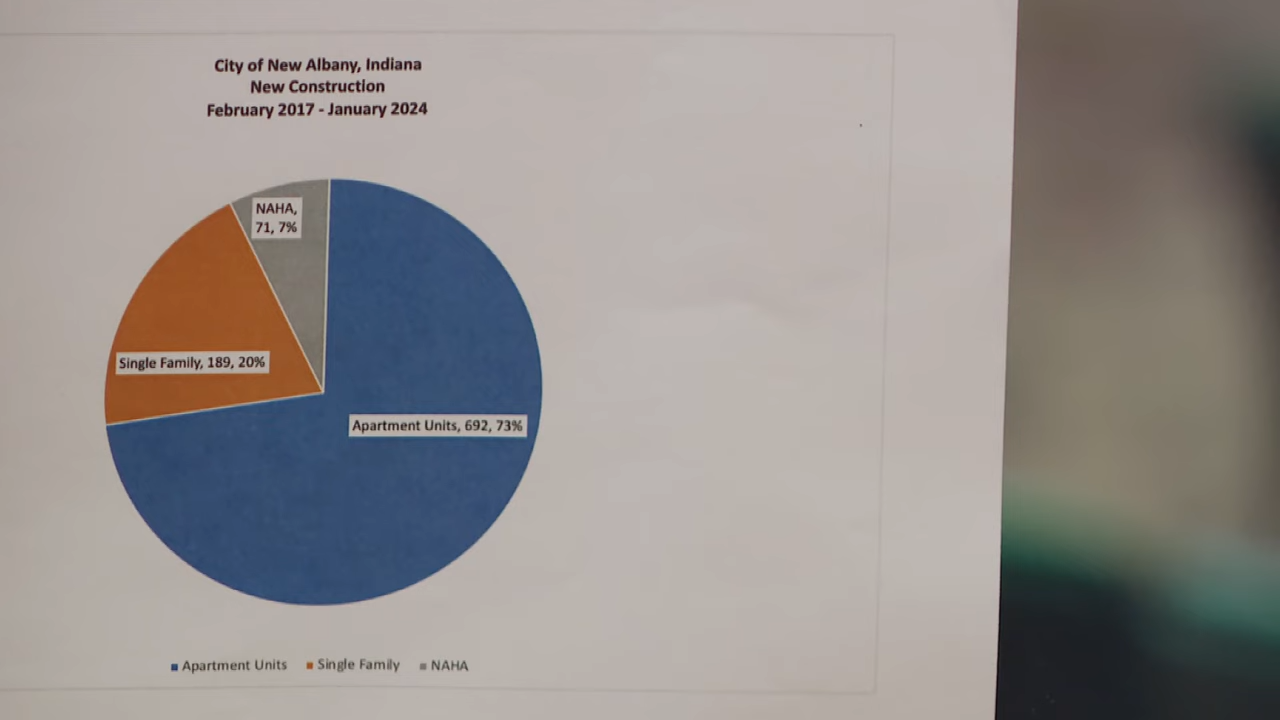 City of New Albany, Indiana
New Construction
February 2017 - January 2024
NAHA,
71, 7%
Single Family, 189, 20%
Apartment Units, 692, 73%
Apartment Units Single Family NAHA